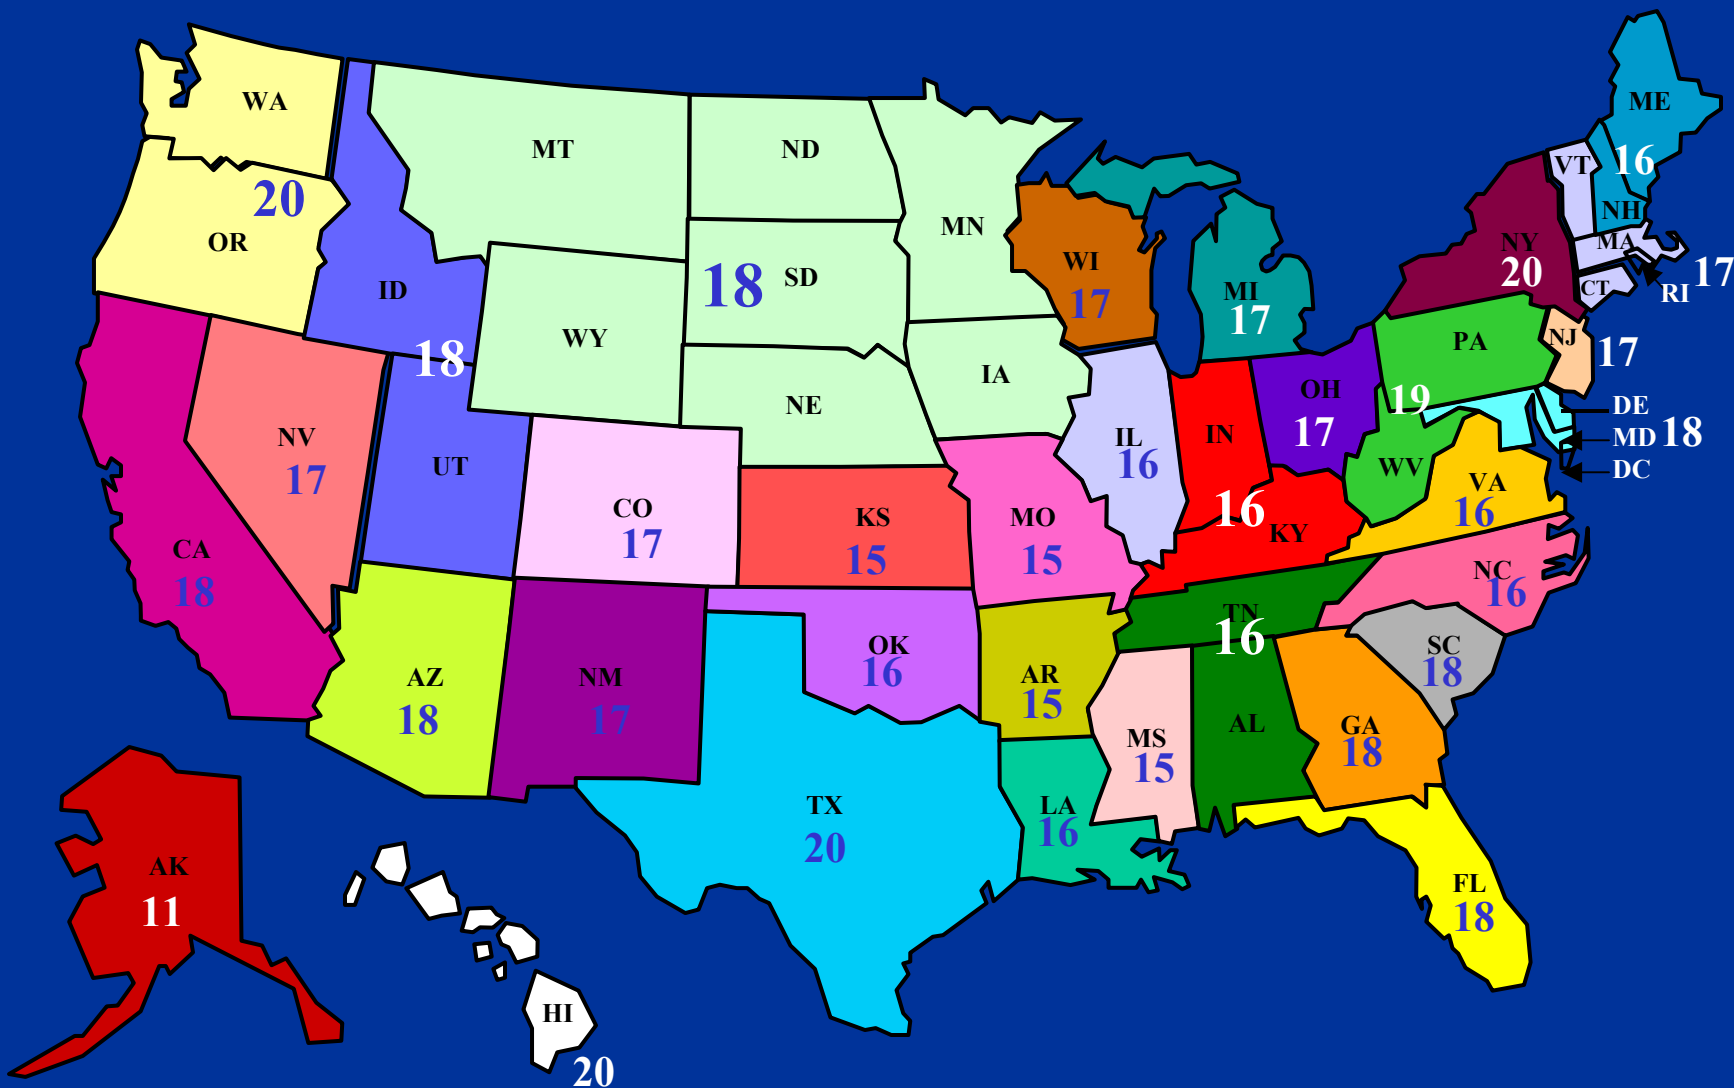 WA
20
OR
ID
18
UT
MT
ND
MN
18
SD
WY
NE
IA
WI
17
MI
17
ME
16
NH
VT
MA
CT
RI
17
NY
20
NJ
17
PA
19
WV
DE
MD
18
DC
OH
17
IN
16
KY
IL
16
VA
16
NC
16
SC
18
TN
16
AL
GA
18
FL
18
MS
15
LA
16
AR
15
MO
15
KS
15
OK
16
TX
20
CO
17
NM
17
AZ
18
NV
17
CA
18
AK
11
HI
20